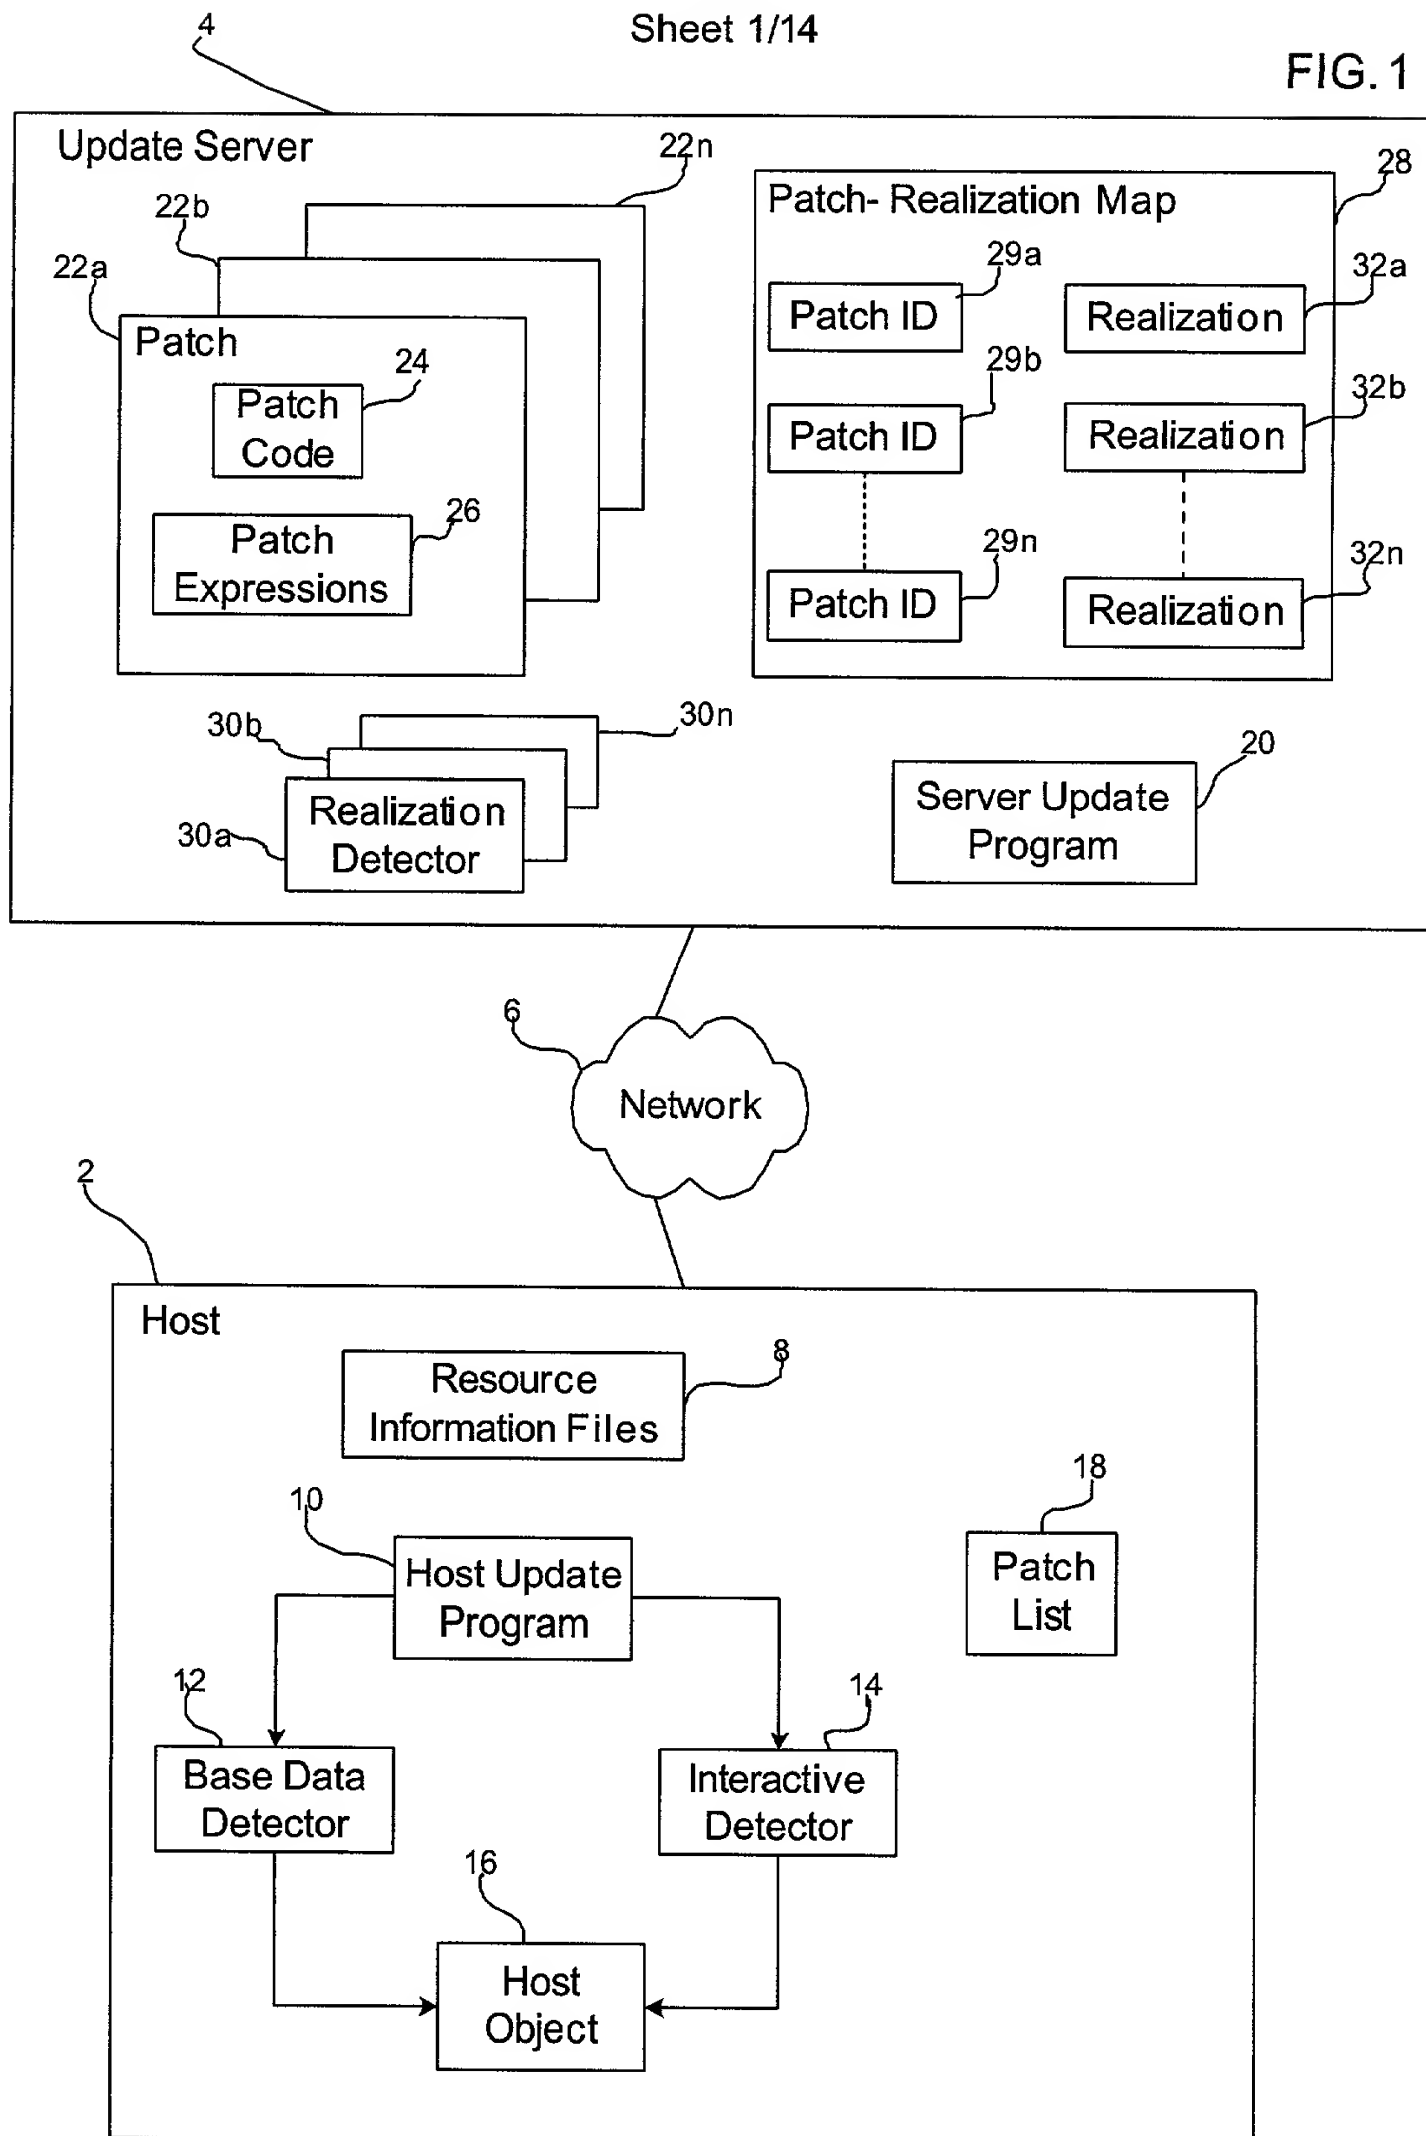 Sheet 1/14
FIG. 1
4
Update Server
22n
22b
22a
Patch
24
Patch
Code
26
Patch
Expressions
28
Patch- Realization Map
29a
32a
Patch ID
Realization
29b
32b
Patch ID
Realization
29n
32n
Patch ID
Realization
30b
30n
30a
Realization
Detector
20
Server Update
Program
6
Network
2
Host
8
Resource
Information Files
10
Host Update
Program
18
Patch
List
12
Base Data
Detector
14
Interactive
Detector
16
Host
Object